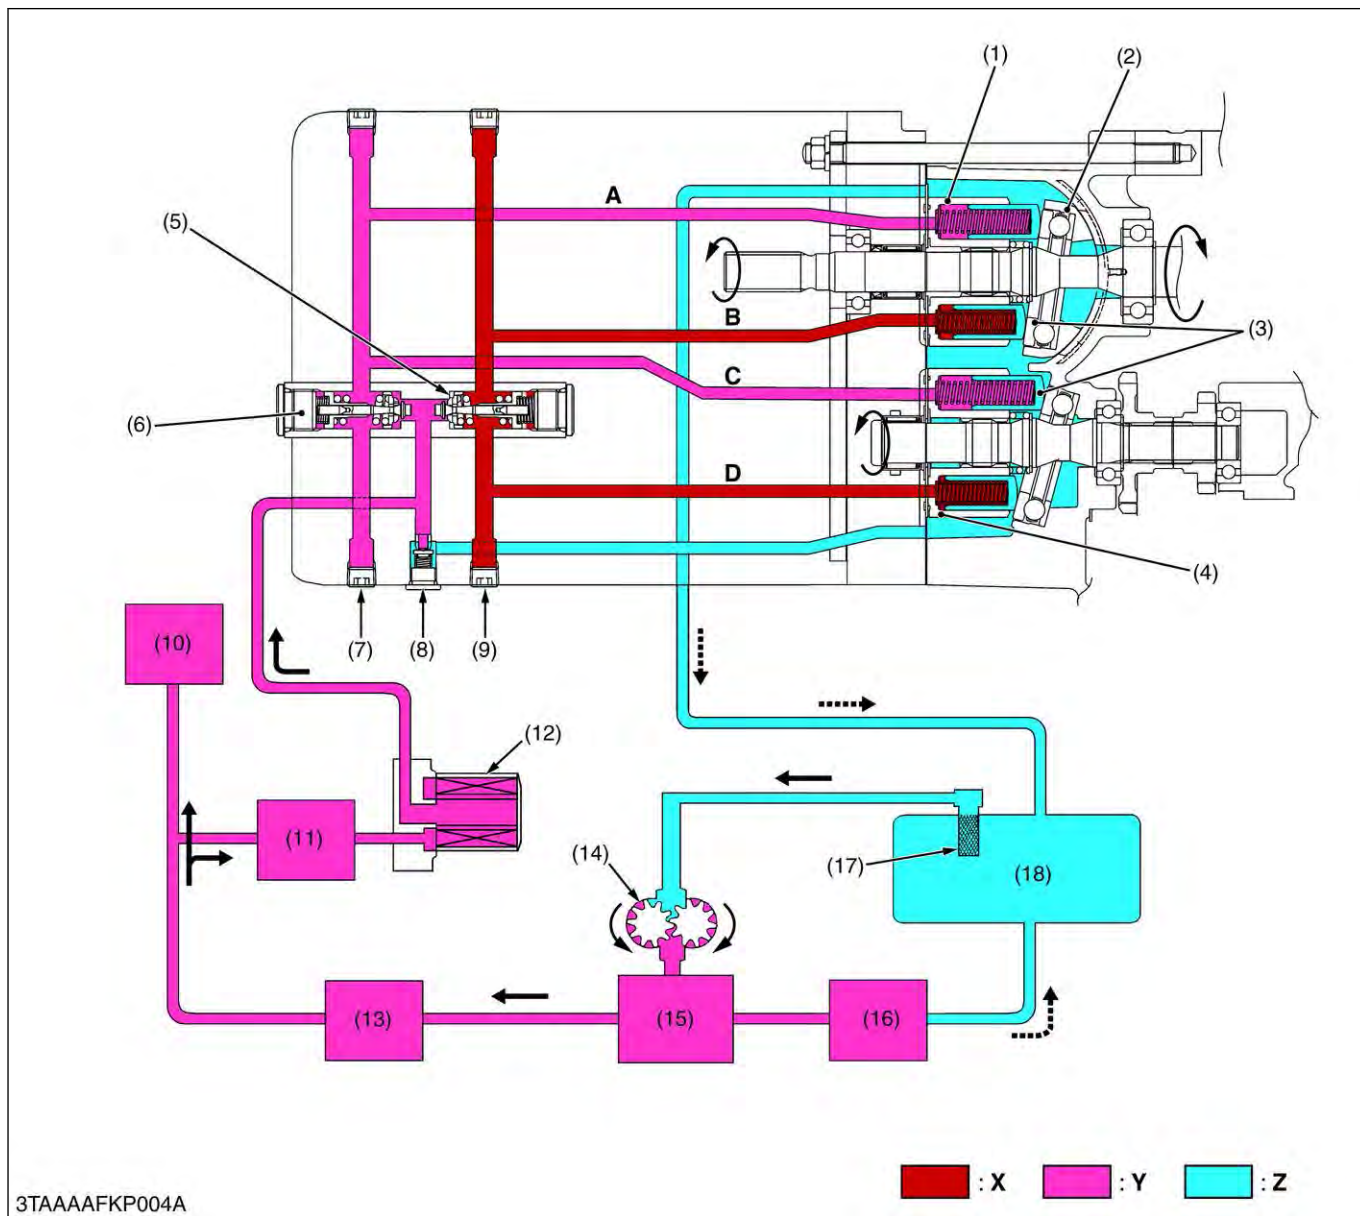 (1)
(2)
A
(5)
B
(3)
C
(6)
D
(4)
(10)
(7)
(8)
(9)
(12)
(11)
(14)
(17)
(18)
(13)
(15)
(16)
3TAAAAFKP004A
: X
: Y
: Z